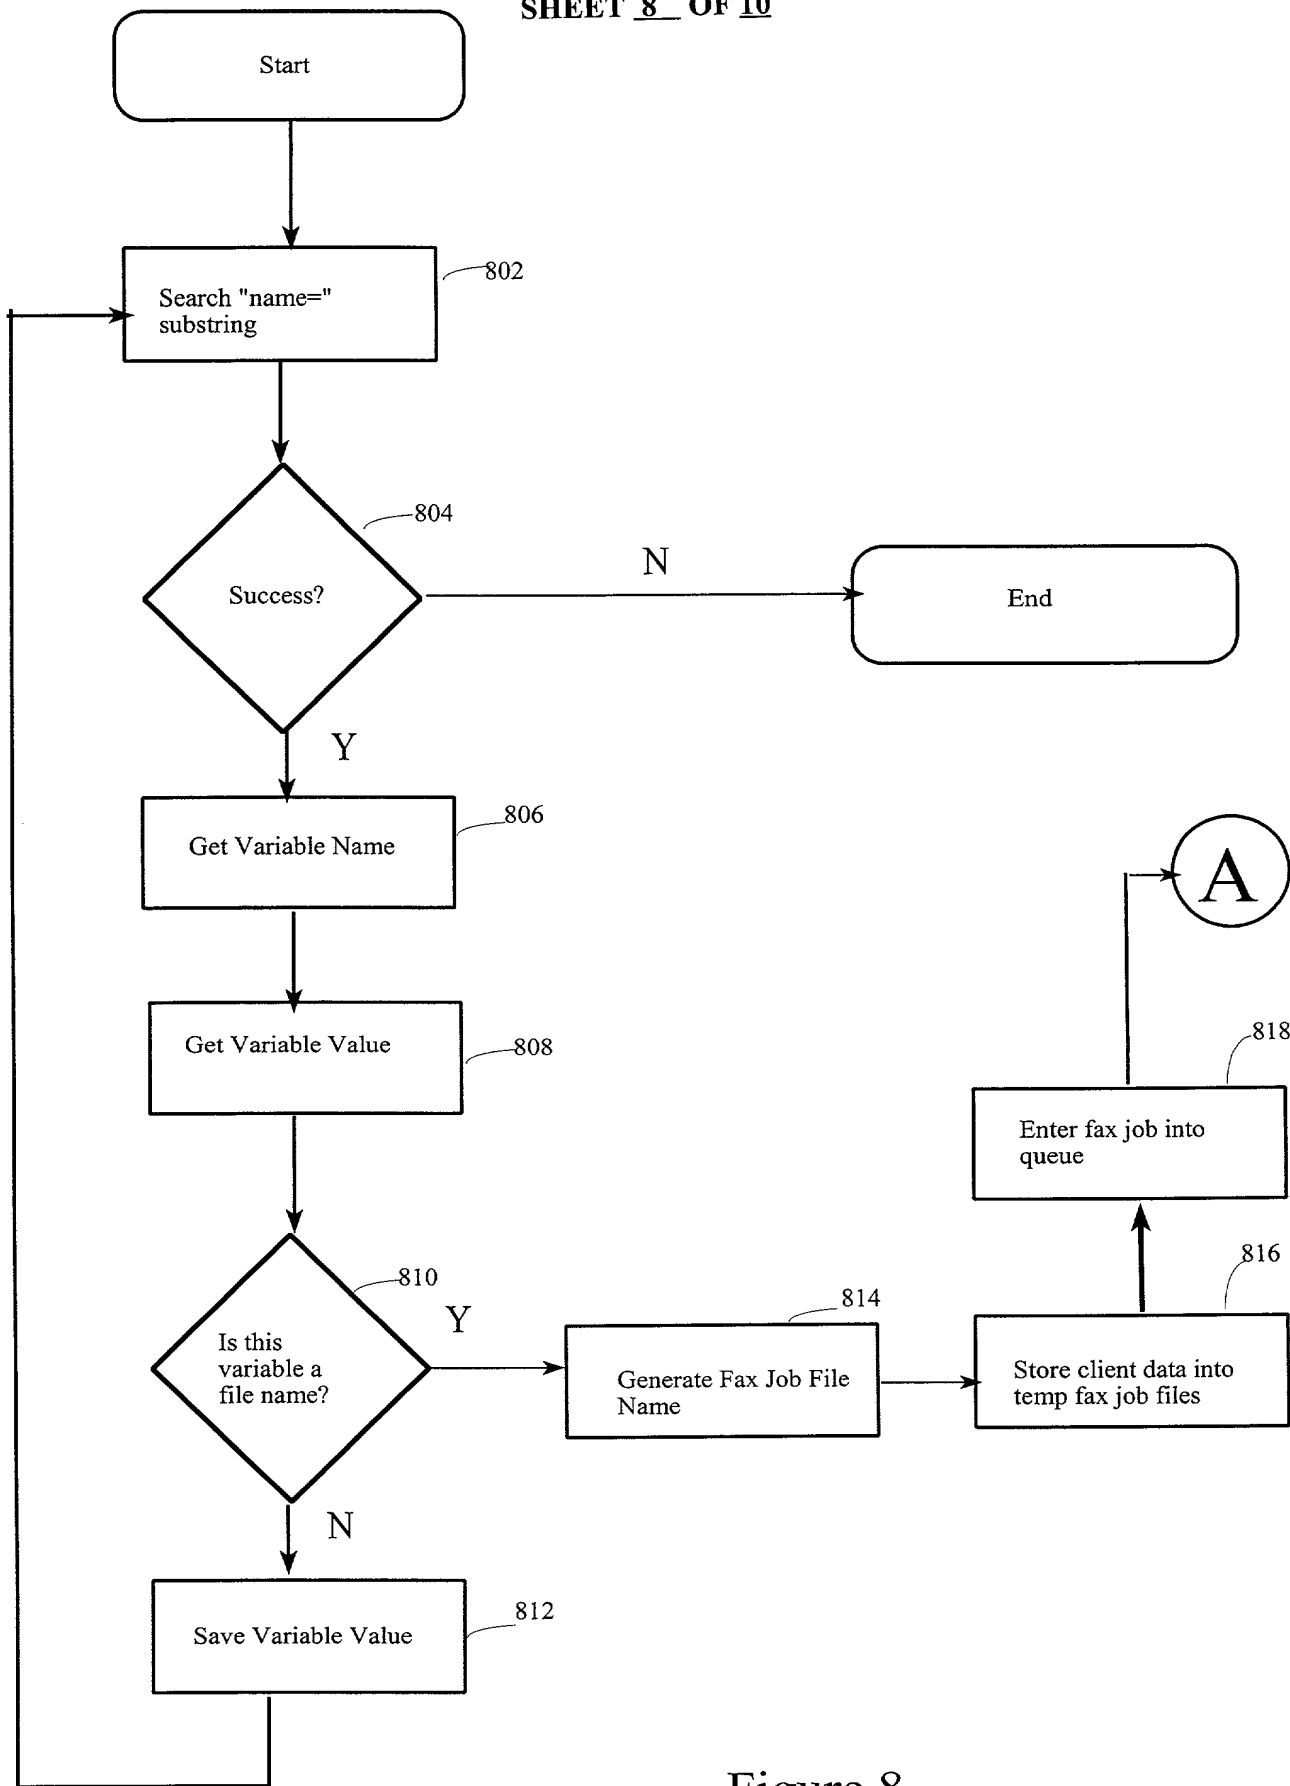 SHEET 8 OF 10
Start
802
Search "name="
substring
804
Success?
N
End
Y
806
Get Variable Name
A
808
Get Variable Value
818
Enter fax job into
queue
810
Is this
variable a
file name?
Y
814
Generate Fax Job File
Name
816
Store client data into
temp fax job files
N
812
Save Variable Value
Figure 8